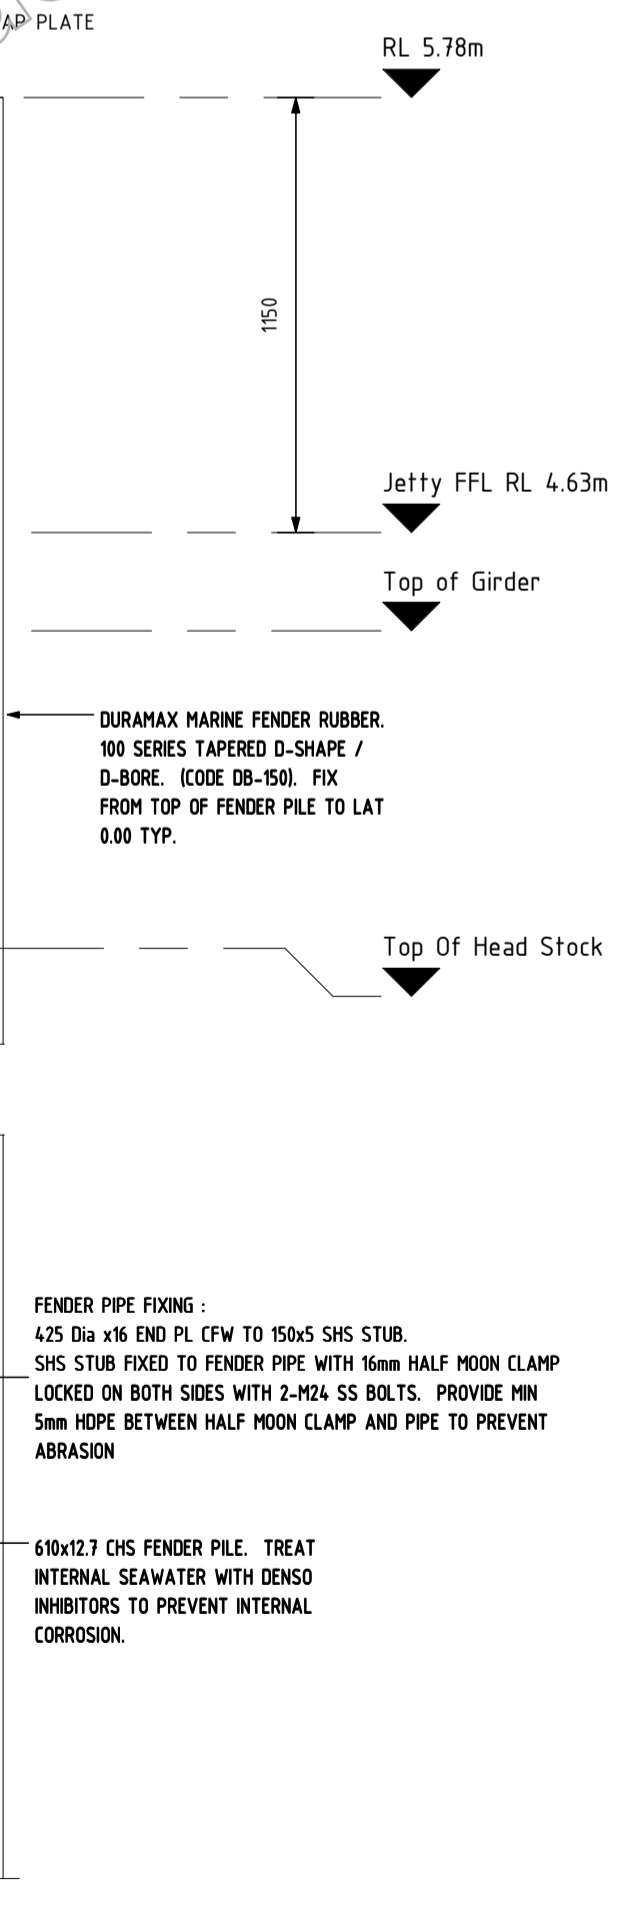 PLATE
RL 5.78m
1150
Jetty FFL RL 4.63m
Top of Girder
DURAMAX MARINE FENDER RUBBER.
100 SERIES TAPERED D-SHAPE /
D-BORE. (CODE DB-150). FIX
FROM TOP OF FENDER PILE TO LAT
0.00 TYP.
Top Of Head Stock
FENDER PIPE FIXING :
425 Dia x16 END PL CFW TO 150x5 SHS STUB.
SHS STUB FIXED TO FENDER PIPE WITH 16mm HALF MOON CLAMP
LOCKED ON BOTH SIDES WITH 2-M24 SS BOLTS. PROVIDE MIN
5mm HDPE BETWEEN HALF MOON CLAMP AND PIPE TO PREVENT
ABRASION
610x12.7 CHS FENDER PILE. TREAT
INTERNAL SEAWATER WITH DENSO
INHIBITORS TO PREVENT INTERNAL
CORROSION.